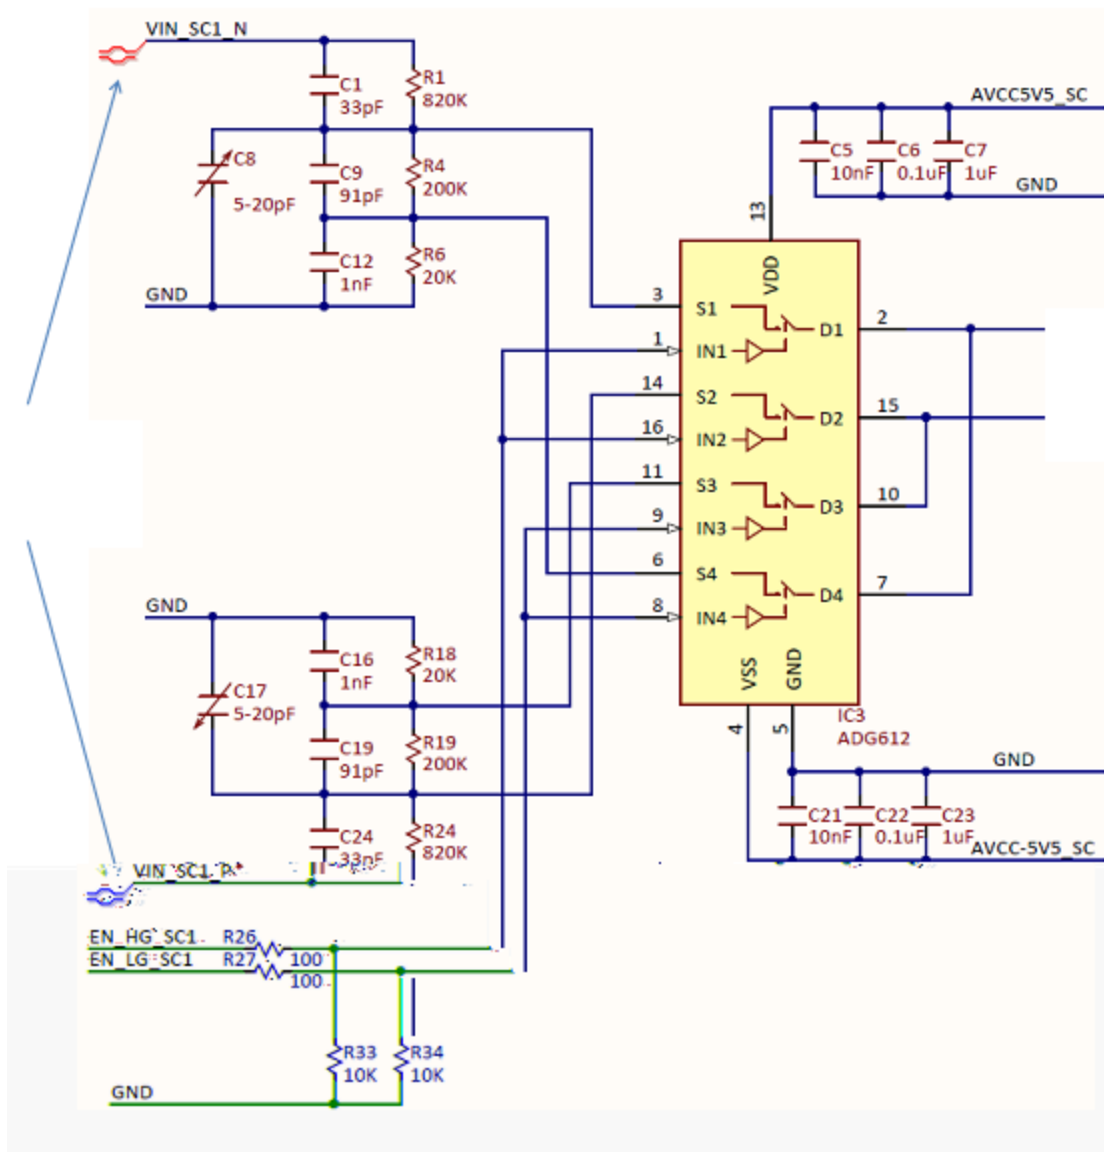 VIN_SC1_N
C1
33pF
R1
820K
C8
5-20pF
C9
91pF
R4
200K
C12
1nF
R6
20K
GND
AVCC5V5_SC
C5
10nF
C6
0.1uF
C7
1uF
GND
13
VDD
3
S1
D1
2
1
IN1
14
S2
D2
15
16
IN2
11
S3
D3
10
9
IN3
6
S4
D4
7
8
IN4
VSS
GND
4
5
IC3
ADG612
GND
C16
1nF
R18
20K
C17
5-20pF
C19
91pF
R19
200K
C24
33pF
R24
820K
VIN_SC1_P
GND
C21
10nF
C22
0.1uF
C23
1uF
AVCC-5V5_SC
EN_HG_SC1
R26
100
EN_LG_SC1
R27
100
R33
10K
R34
10K
GND